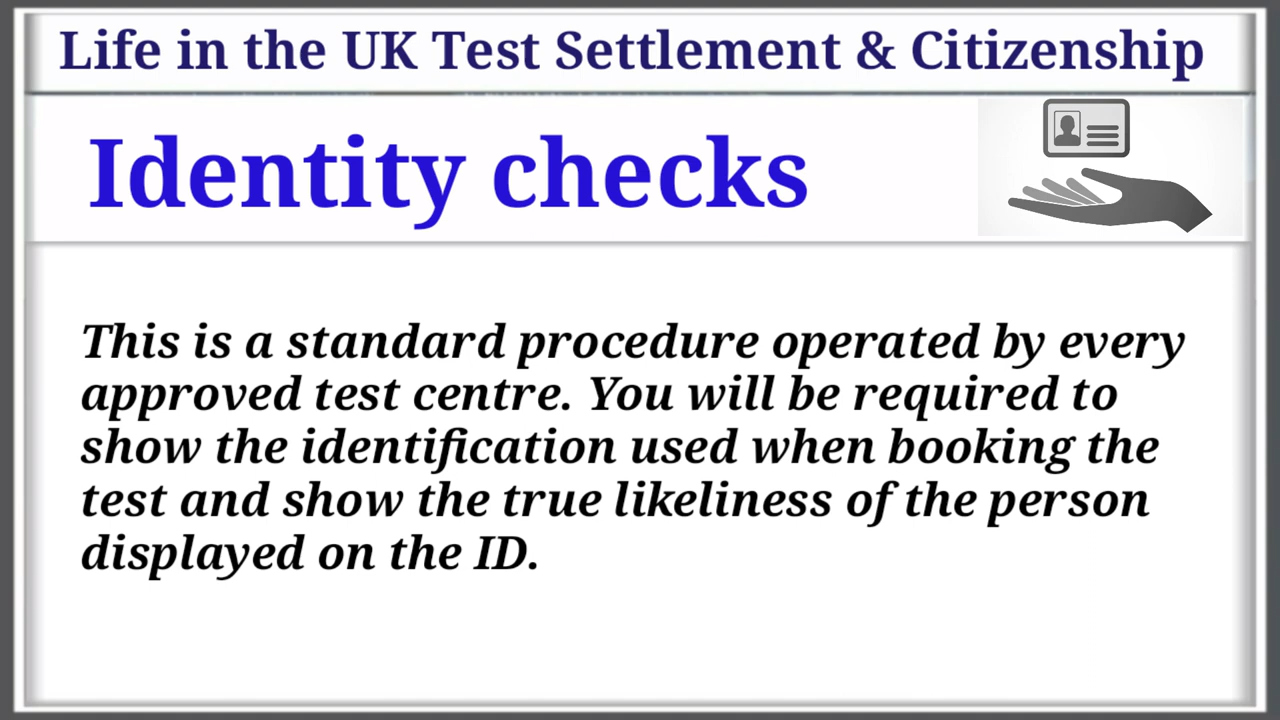 Life in the UK Test Settlement & Citizenship
Identity checks
This is a standard procedure operated by every
approved test centre. You will be required to
show the identification used when booking the
test and show the true likeliness of the person
displayed on the ID.